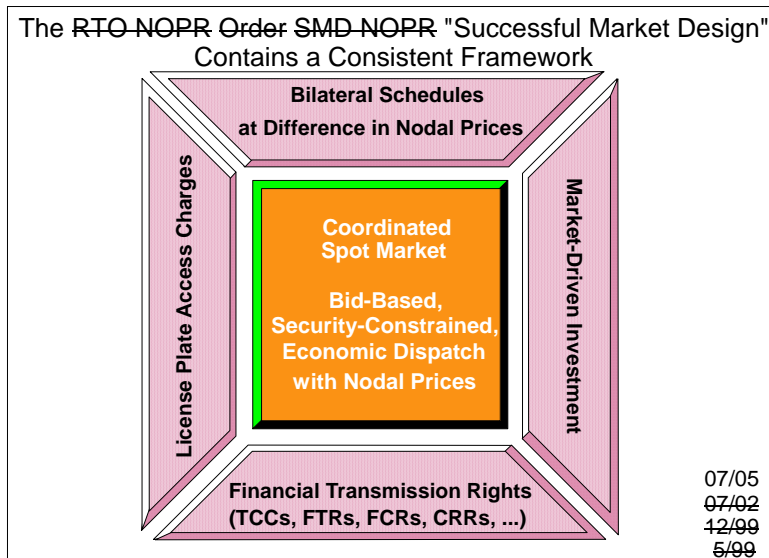 The RTO NOPR Order SMD NOPR "Successful Market Design"
Contains a Consistent Framework
Bilateral Schedules
at Difference in Nodal Prices
License Plate Access Charges
Coordinated
Spot Market
Bid-Based,
Security-Constrained,
Economic Dispatch
with Nodal Prices
Market-Driven Investment
Financial Transmission Rights
(TCCs, FTRs, FCRs, CRRs, ...)
07/05
07/02
12/99
5/99